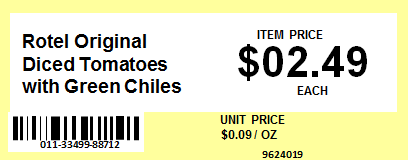 Rotel Original
Diced Tomatoes
with Green Chiles
ITEM PRICE
$02.49
EACH
011-33499-88712
UNIT PRICE
$0.09 / OZ
9624019